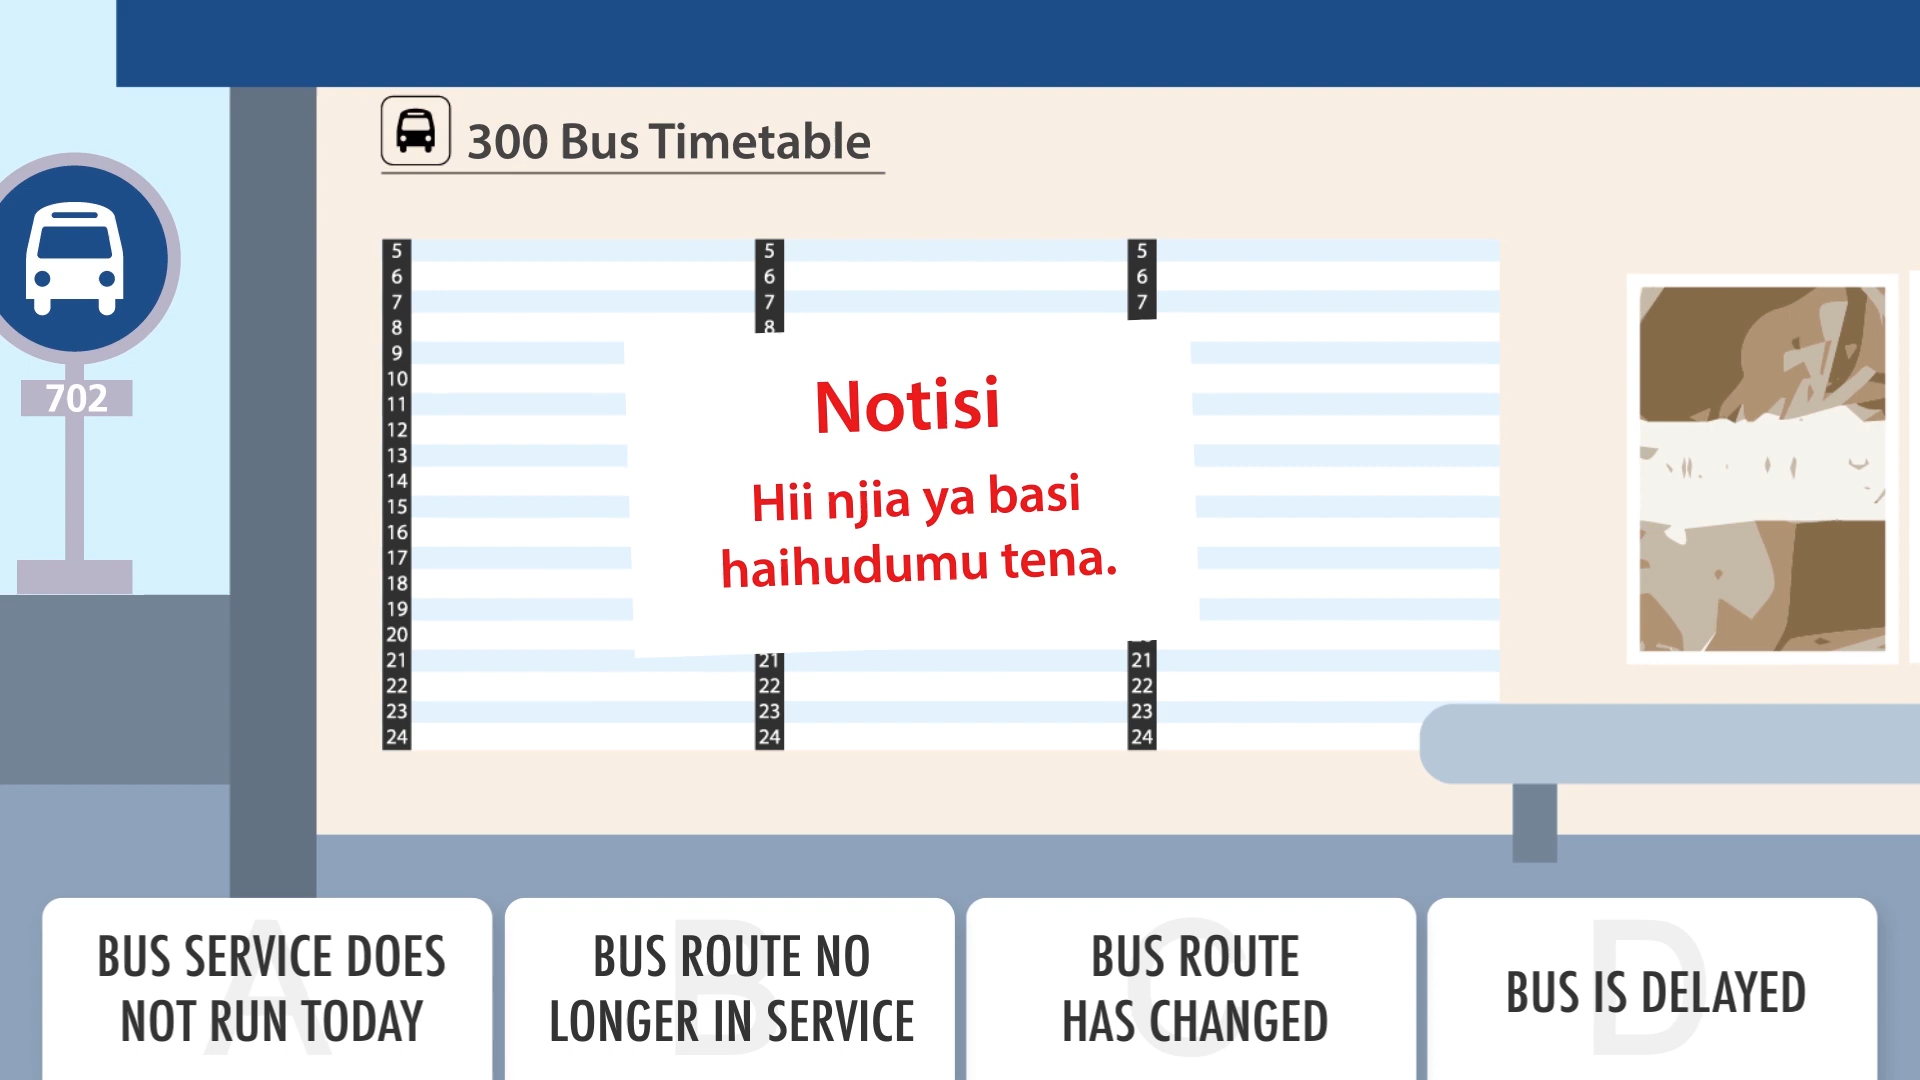 300 Bus Timetable
702
5 5 5
6 6 6
7 7 7
8 8
9
10
11
12
13
14
15
16
17
18
19
20
21 21 21
22 22 22
23 23 23
24 24 24
Notisi
Hii njia ya basi
haihudumu tena.
A
BUS SERVICE DOES
NOT RUN TODAY
B
BUS ROUTE NO
LONGER IN SERVICE
C
BUS ROUTE
HAS CHANGED
D
BUS IS DELAYED